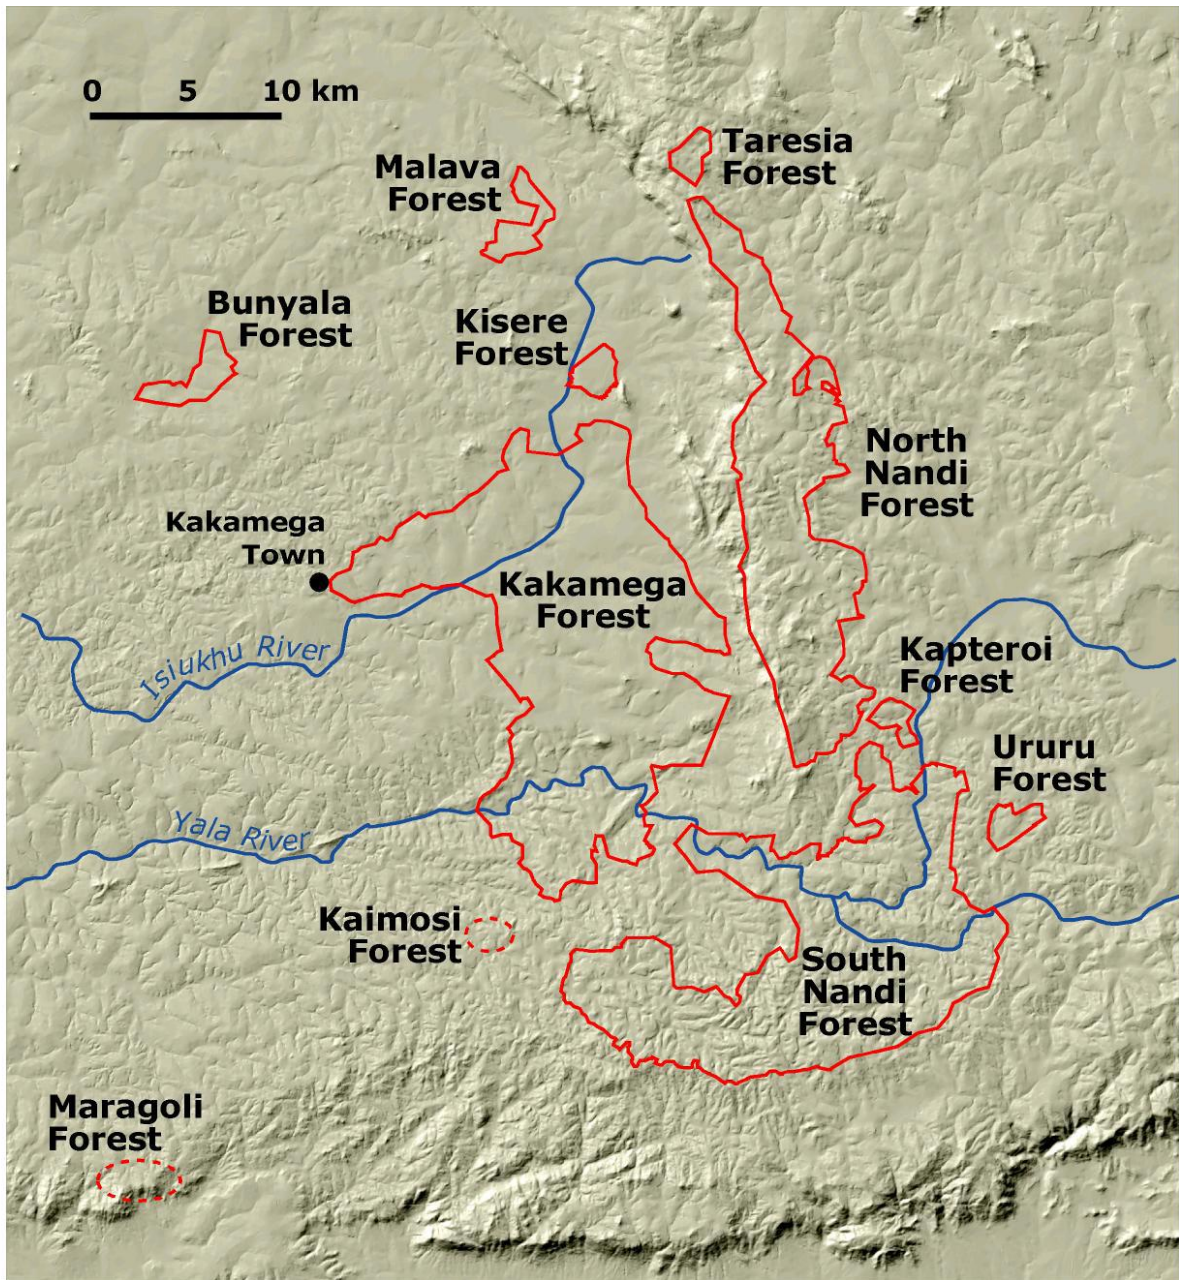 0 5 10 km
Taresia
Forest
Malava
Forest
Bunyala
Forest
Kisere
Forest
North
Nandi
Forest
Kakamega
Town
Kakamega
Forest
Isiukhu River
Kapteroi
Forest
Ururu
Forest
Yala River
Kaimosi
Forest
South
Nandi
Forest
Maragoli
Forest